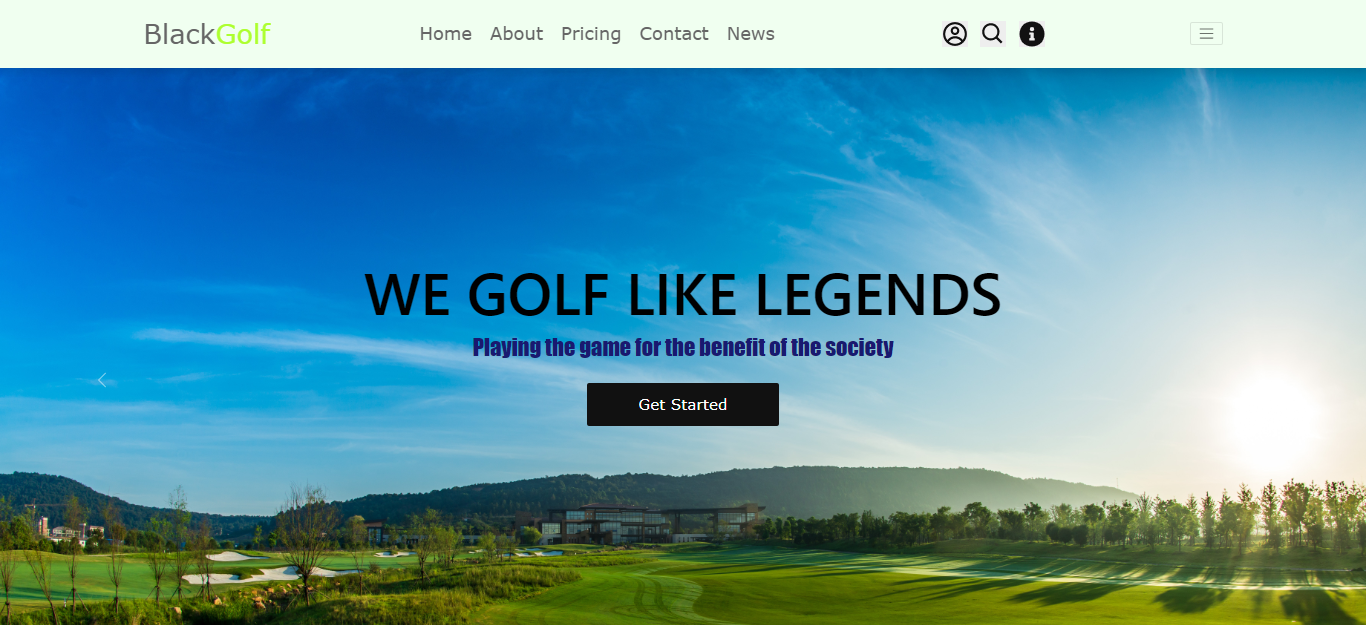 BlackGolf
Home About Pricing Contact News
WE GOLF LIKE LEGENDS
Playing the game for the benefit of the society
Get Started